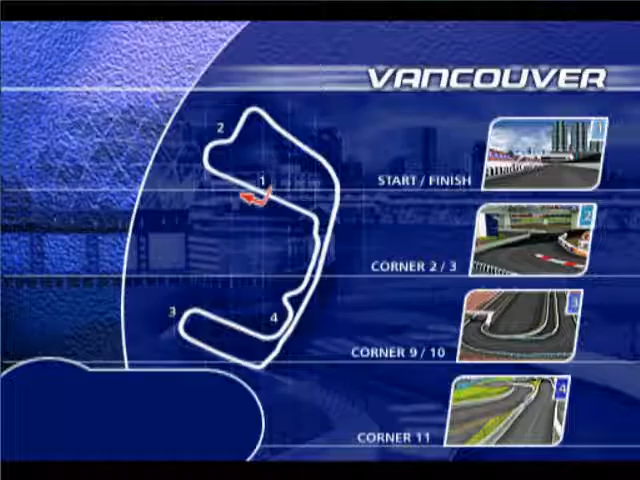 VANCOUVER
1
START / FINISH
2
CORNER 2 / 3
3
CORNER 9 / 10
4
CORNER 11
2
1
3
4